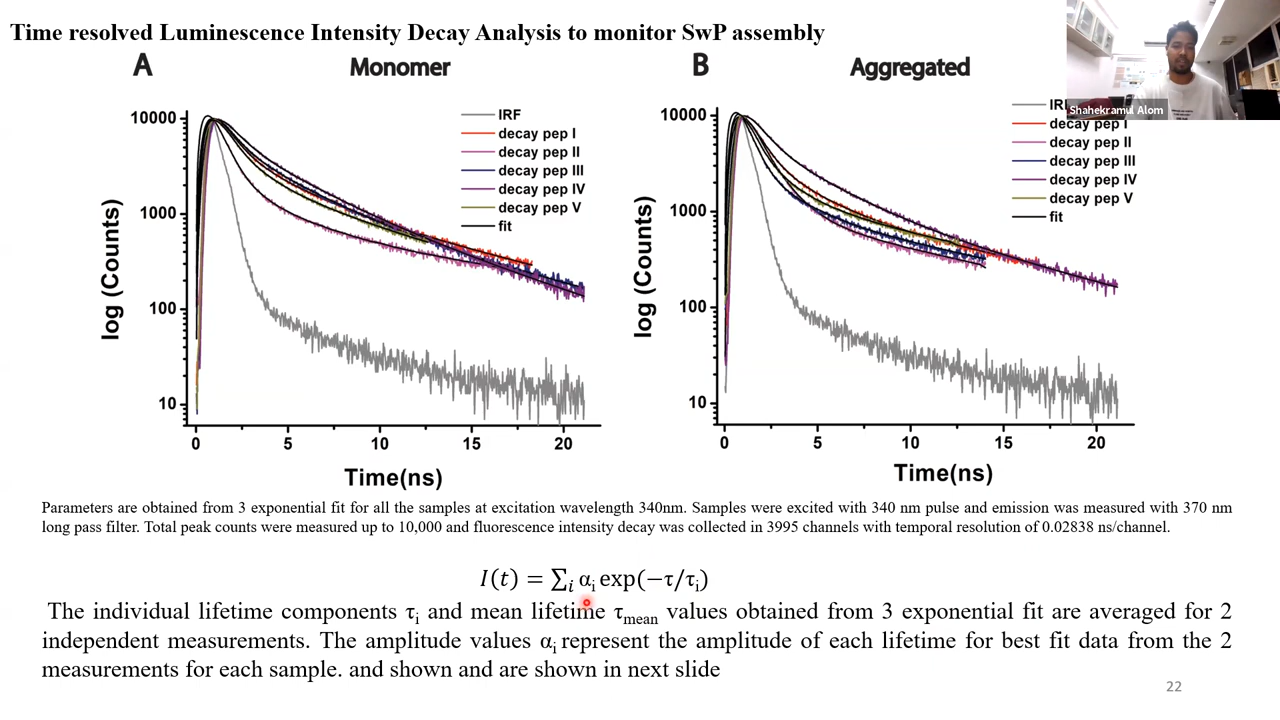 Time resolved Luminescence Intensity Decay Analysis to monitor SwP assembly
A
Monomer
10000
1000
100
10
log (Counts)
0
5
10
15
20
Time(ns)
IRF
decay pep I
decay pep II
decay pep III
decay pep IV
decay pep V
fit
B
Aggregated
10000
1000
100
10
log (Counts)
0
5
10
15
20
Time(ns)
decay pep I
decay pep II
decay pep III
decay pep IV
decay pep V
fit
Shahekramul Alom
Parameters are obtained from 3 exponential fit for all the samples at excitation wavelength 340nm. Samples were excited with 340 nm pulse and emission was measured with 370 nm
long pass filter. Total peak counts were measured up to 10,000 and fluorescence intensity decay was collected in 3995 channels with temporal resolution of 0.02838 ns/channel.
I(t) = ∑i αi exp(−τ/τi)
The individual lifetime components τi and mean lifetime τmean values obtained from 3 exponential fit are averaged for 2
independent measurements. The amplitude values αi represent the amplitude of each lifetime for best fit data from the 2
measurements for each sample. and shown and are shown in next slide
22